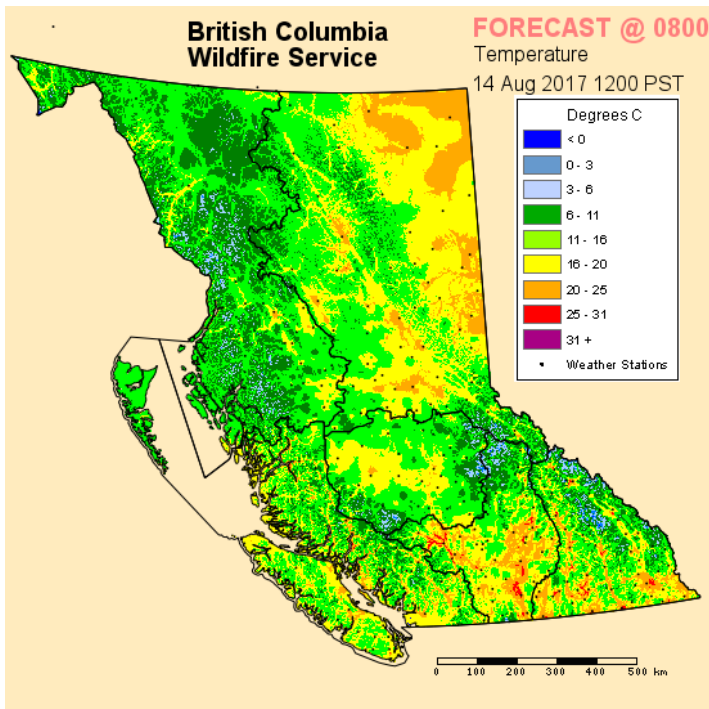 British Columbia
Wildfire Service
FORECAST @ 0800
Temperature
14 Aug 2017 1200 PST
Degrees C
< 0
0 - 3
3 - 6
6 - 11
11 - 16
16 - 20
20 - 25
25 - 31
31 +
Weather Stations
0 100 200 300 400 500 km